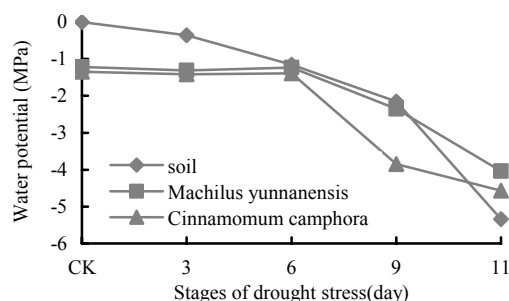 0
-1
-2
-3
-4
-5
-6
Water potential (MPa)
soil
Machilus yunnanensis
Cinnamomum camphora
CK 3 6 9 11
Stages of drought stress(day)